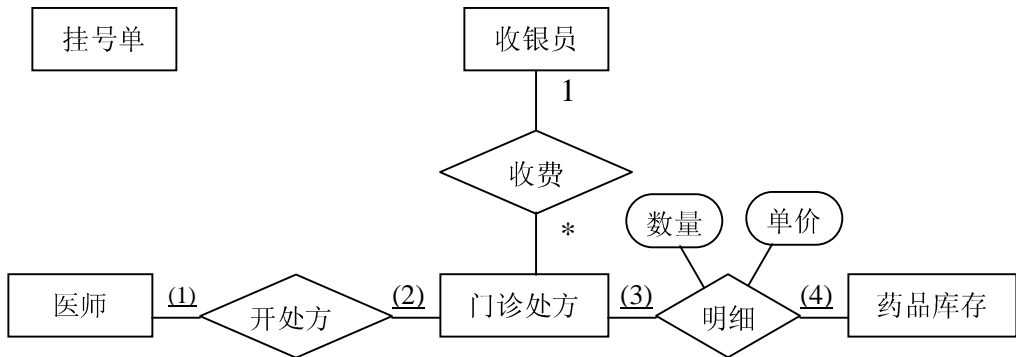 挂号单
收银员
1
收费
*
数量
单价
医师
(1)
开处方
(2)
门诊处方
(3)
明细
(4)
药品库存